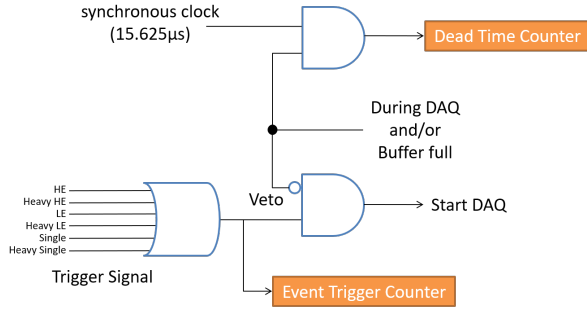 synchronous clock
(15.625µs)
Dead Time Counter
During DAQ
and/or
Buffer full
Veto
Start DAQ
HE
Heavy HE
LE
Heavy LE
Single
Heavy Single
Trigger Signal
Event Trigger Counter